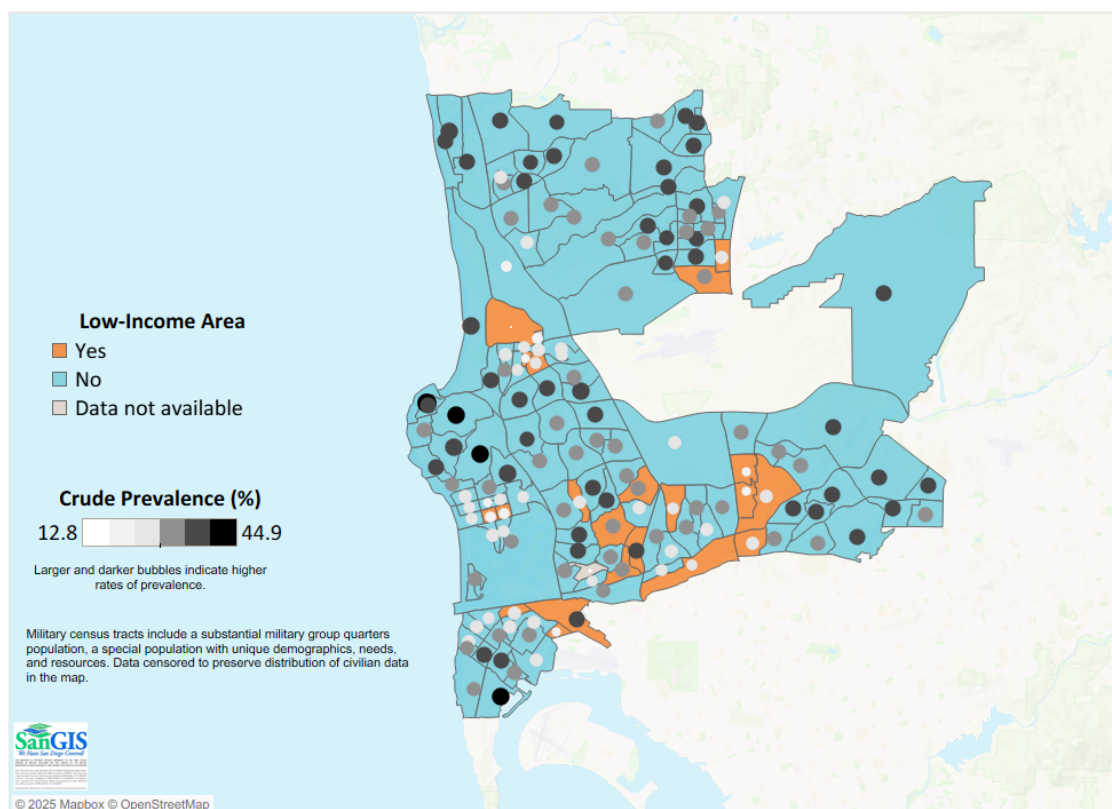 Low-Income Area
Yes
No
Data not available
Crude Prevalence (%)
12.8 44.9
Larger and darker bubbles indicate higher
rates of prevalence.
Military census tracts include a substantial military group quarters
population, a special population with unique demographics, needs,
and resources. Data censored to preserve distribution of civilian data
in the map.
SanGIS
We Have San Diego Covered!
© 2025 Mapbox © OpenStreetMap